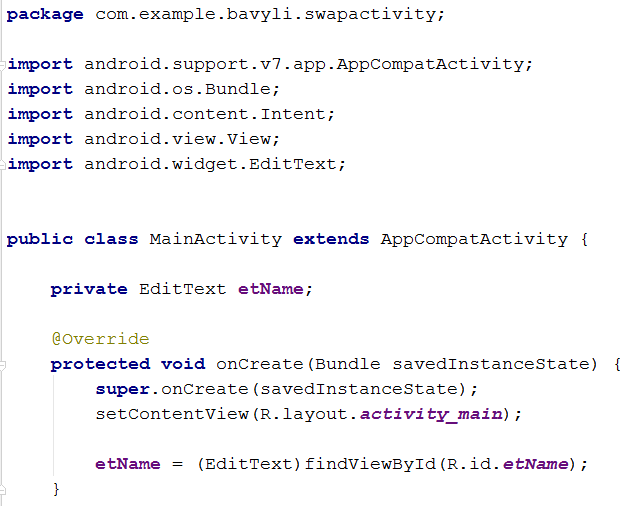 package com.example.bavyli.swapactivity;
import android.support.v7.app.AppCompatActivity;
import android.os.Bundle;
import android.content.Intent;
import android.view.View;
import android.widget.EditText;
public class MainActivity extends AppCompatActivity {
private EditText etName;
@Override
protected void onCreate(Bundle savedInstanceState) {
super.onCreate(savedInstanceState);
setContentView(R.layout.activity_main);
etName = (EditText)findViewById(R.id.etName);
}